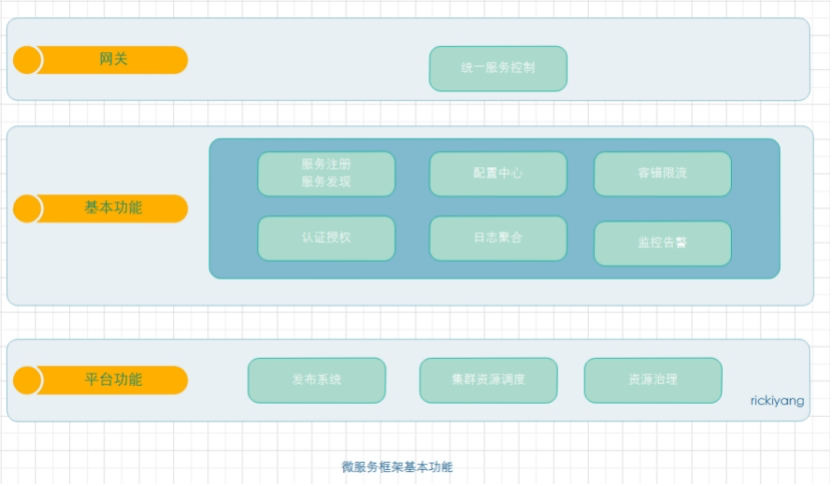 网关
统一服务控制
基本功能
服务注册
服务发现
配置中心
容错限流
认证授权
日志聚合
监控告警
平台功能
发布系统
集群资源调度
资源治理
rickiyang
微服务框架基本功能